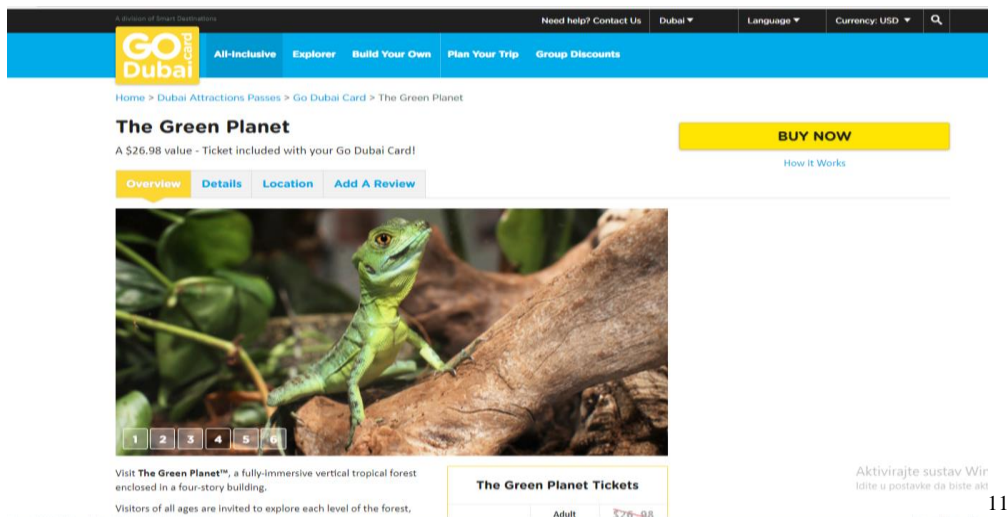 A division of Smart Destinations
Need help? Contact Us Dubai ▼ Language ▼ Currency: USD ▼
GO Dubai card
All-Inclusive Explorer Build Your Own Plan Your Trip Group Discounts
Home > Dubai Attractions Passes > Go Dubai Card > The Green Planet
The Green Planet
A $26.98 value - Ticket included with your Go Dubai Card!
BUY NOW
How it Works
Overview Details Location Add A Review
1 2 3 4 5 6
Visit The Green Planet™, a fully-immersive vertical tropical forest
enclosed in a four-story building.
Visitors of all ages are invited to explore each level of the forest,
The Green Planet Tickets
Adult $26.98
Aktivirajte sustav Win
Idite u postavke da biste akt
11